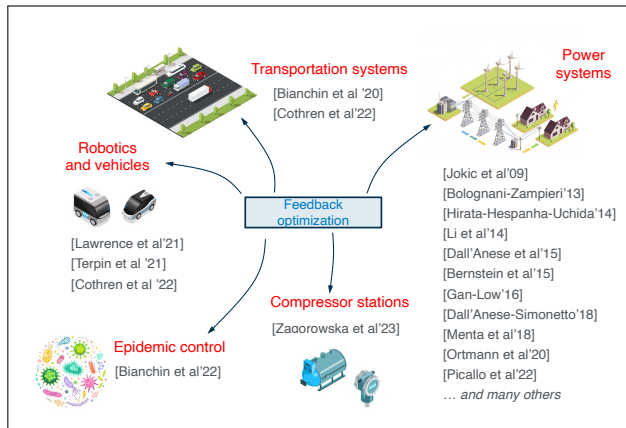 Transportation systems
[Bianchin et al '20]
[Cothren et al'22]
Power
systems
Robotics
and vehicles
[Lawrence et al'21]
[Terpin et al '21]
[Cothren et al '22]
Feedback
optimization
[Jokic et al'09]
[Bolognani-Zampieri'13]
[Hirata-Hespanha-Uchida'14]
[Li et al'14]
[Dall'Anese et al'15]
[Bernstein et al'15]
[Gan-Low'16]
[Dall'Anese-Simonetto'18]
[Menta et al'18]
[Ortmann et al'20]
[Picallo et al'22]
… and many others
Compressor stations
[Zagorowska et al'23]
Epidemic control
[Bianchin et al'22]